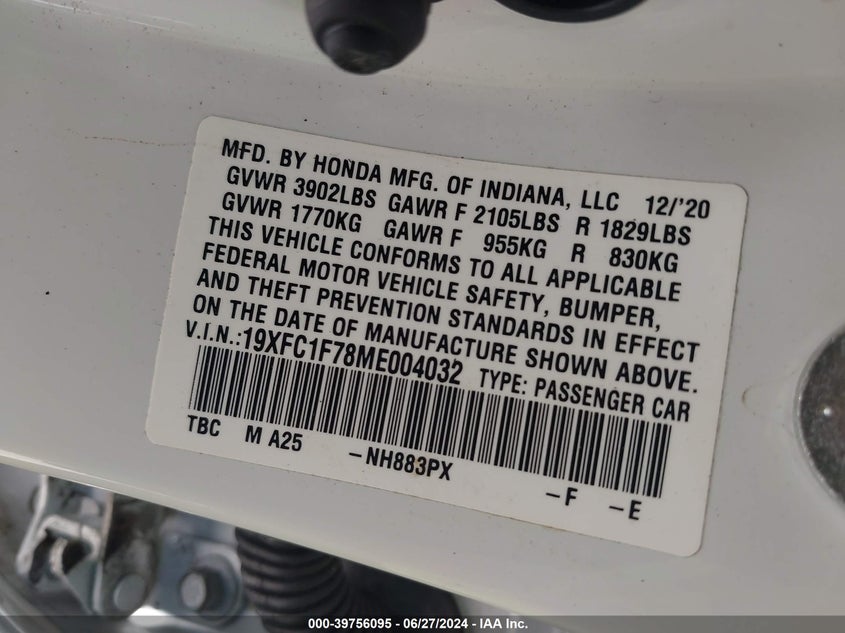 MFD. BY HONDA MFG. OF INDIANA, LLC 12/'20
GVWR 3902LBS GAWR F 2105LBS R 1829LBS
GVWR 1770KG GAWR F 955KG R 830KG
THIS VEHICLE CONFORMS TO ALL APPLICABLE
FEDERAL MOTOR VEHICLE SAFETY, BUMPER,
AND THEFT PREVENTION STANDARDS IN EFFECT
ON THE DATE OF MANUFACTURE SHOWN ABOVE.
V.I.N.:19XFC1F78ME004032 TYPE: PASSENGER CAR
TBC M A25 -NH883PX -F -E
000-39756095 - 06/27/2024 - IAA Inc.